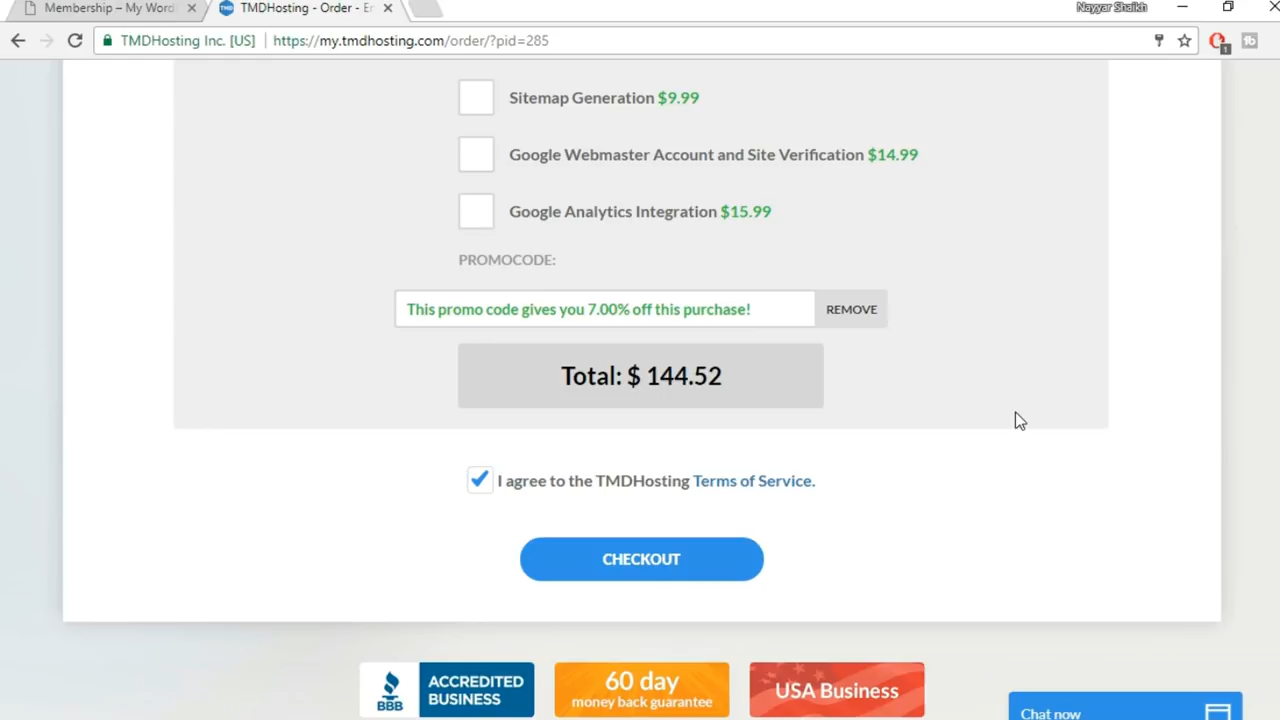 Membership – My Word
TMDHosting - Order - En
Nayyar Shaikh
TMDHosting Inc. [US] https://my.tmdhosting.com/order/?pid=285
1
Sitemap Generation $9.99
Google Webmaster Account and Site Verification $14.99
Google Analytics Integration $15.99
PROMOCODE:
This promo code gives you 7.00% off this purchase!
REMOVE
Total: $ 144.52
I agree to the TMDHosting Terms of Service.
CHECKOUT
BBB
ACCREDITED
BUSINESS
60 day
money back guarantee
USA Business
Chat now